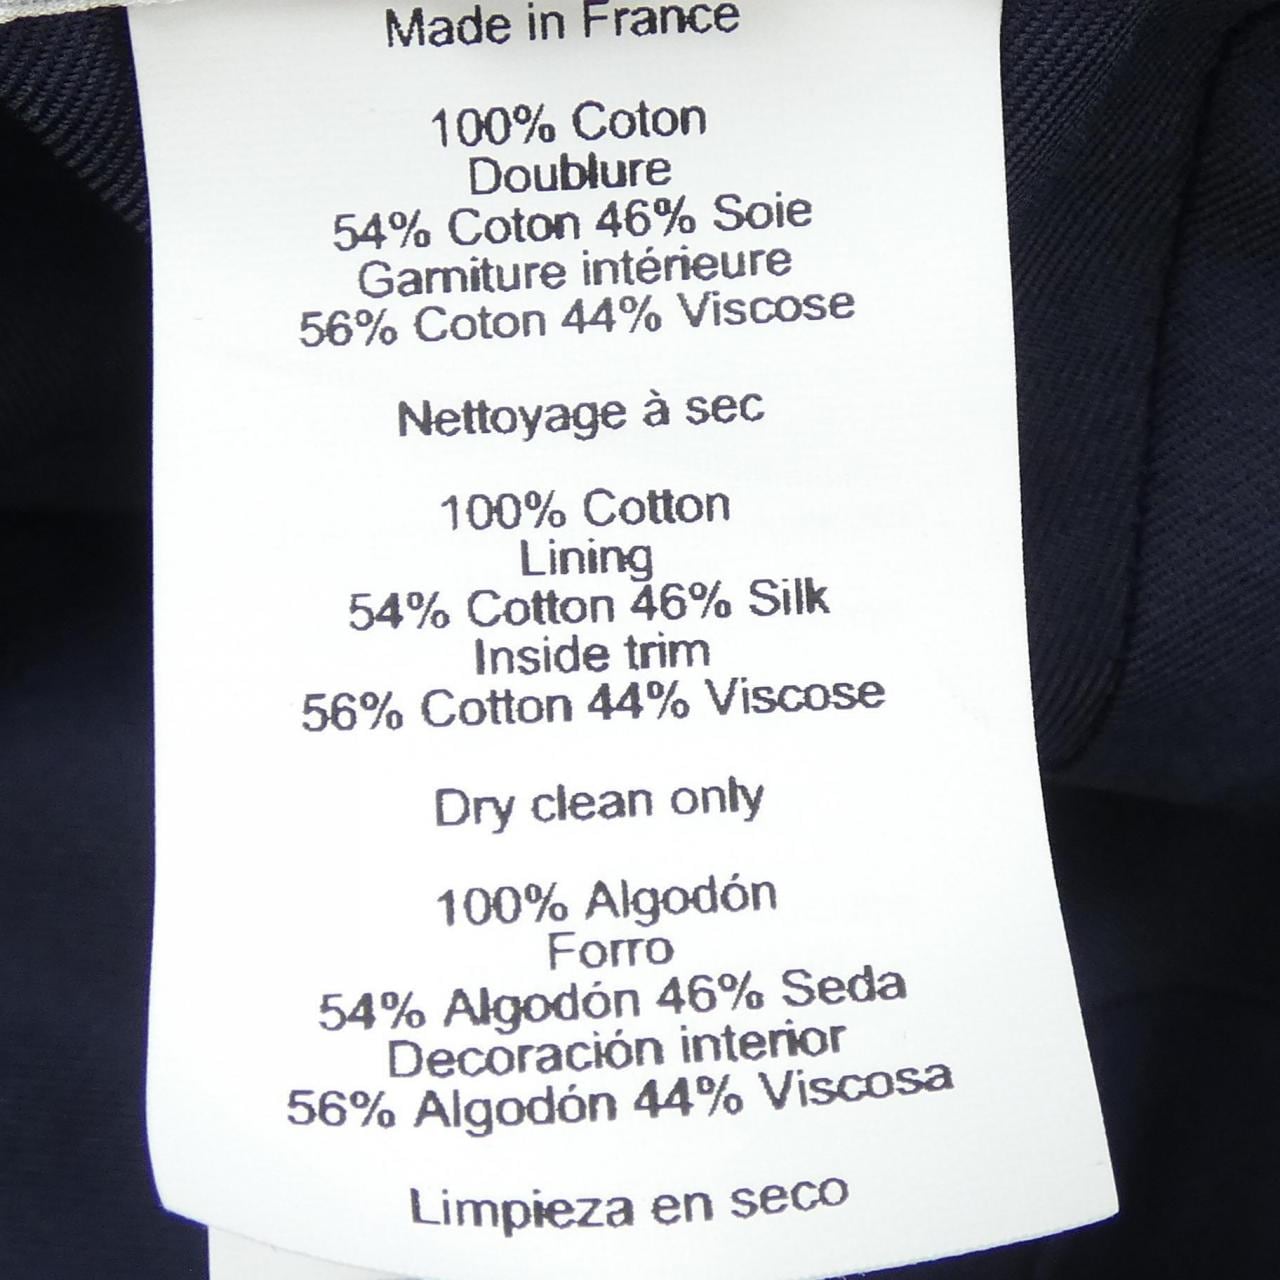 Made in France
100% Coton
Doublure
54% Coton 46% Soie
Garniture intérieure
56% Coton 44% Viscose
Nettoyage à sec
100% Cotton
Lining
54% Cotton 46% Silk
Inside trim
56% Cotton 44% Viscose
Dry clean only
100% Algodón
Forro
54% Algodón 46% Seda
Decoración interior
56% Algodón 44% Viscosa
Limpieza en seco